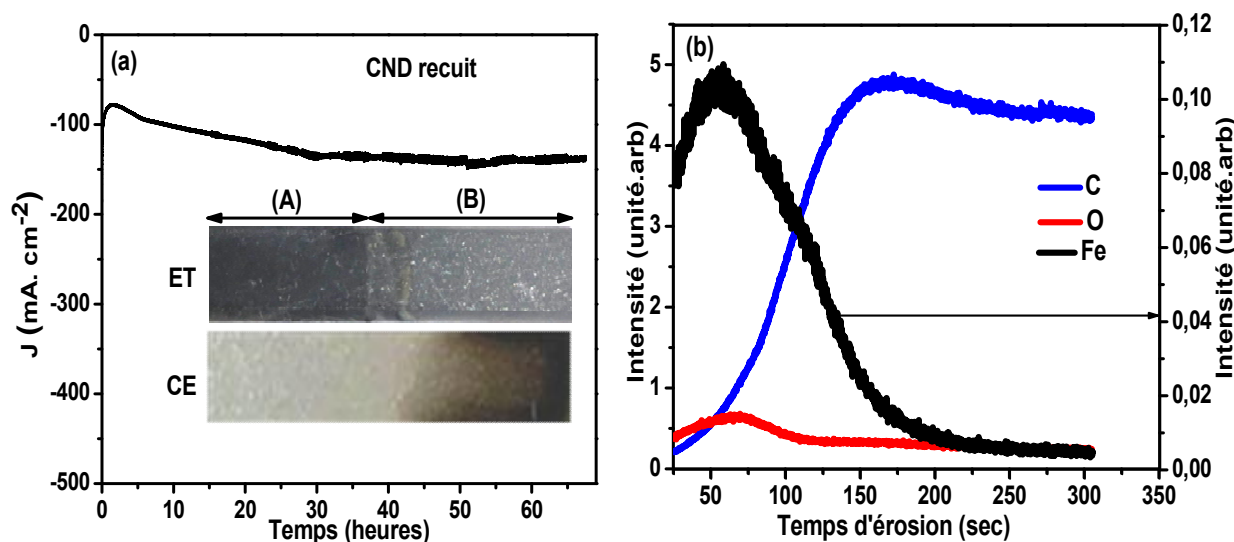 (a)
CND recuit
0
-100
-200
-300
-400
-500
J (mA. cm-2)
(A)
(B)
ET
CE
0
10
20
30
40
50
60
Temps (heures)
(b)
5
4
3
2
1
0
Intensité (unité.arb)
C
O
Fe
0,12
0,10
0,08
0,06
0,04
0,02
0,00
Intensité (unité.arb)
50
100
150
200
250
300
350
Temps d'érosion (sec)